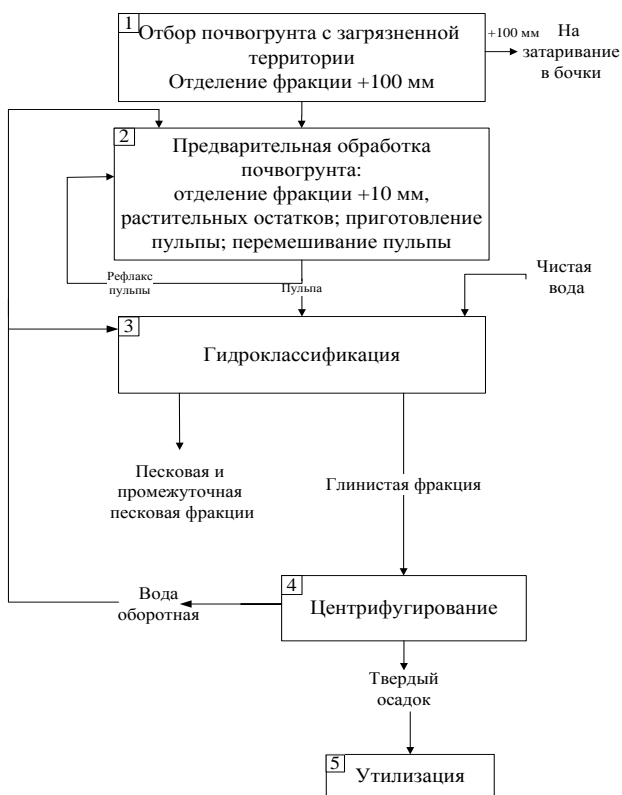 1
Отбор почвогрунта с загрязненной
территории
Отделение фракции +100 мм
+100 мм
На
затаривание
в бочки
2
Предварительная обработка
почвогрунта:
отделение фракции +10 мм,
растительных остатков; приготовление
пульпы; перемешивание пульпы
Рефлакс
пульпы
Пульпа
Чистая
вода
3
Гидроклассификация
Песковая и
промежуточная
песковая фракции
Глинистая фракция
4
Центрифугирование
Вода
оборотная
Твердый
осадок
5
Утилизация